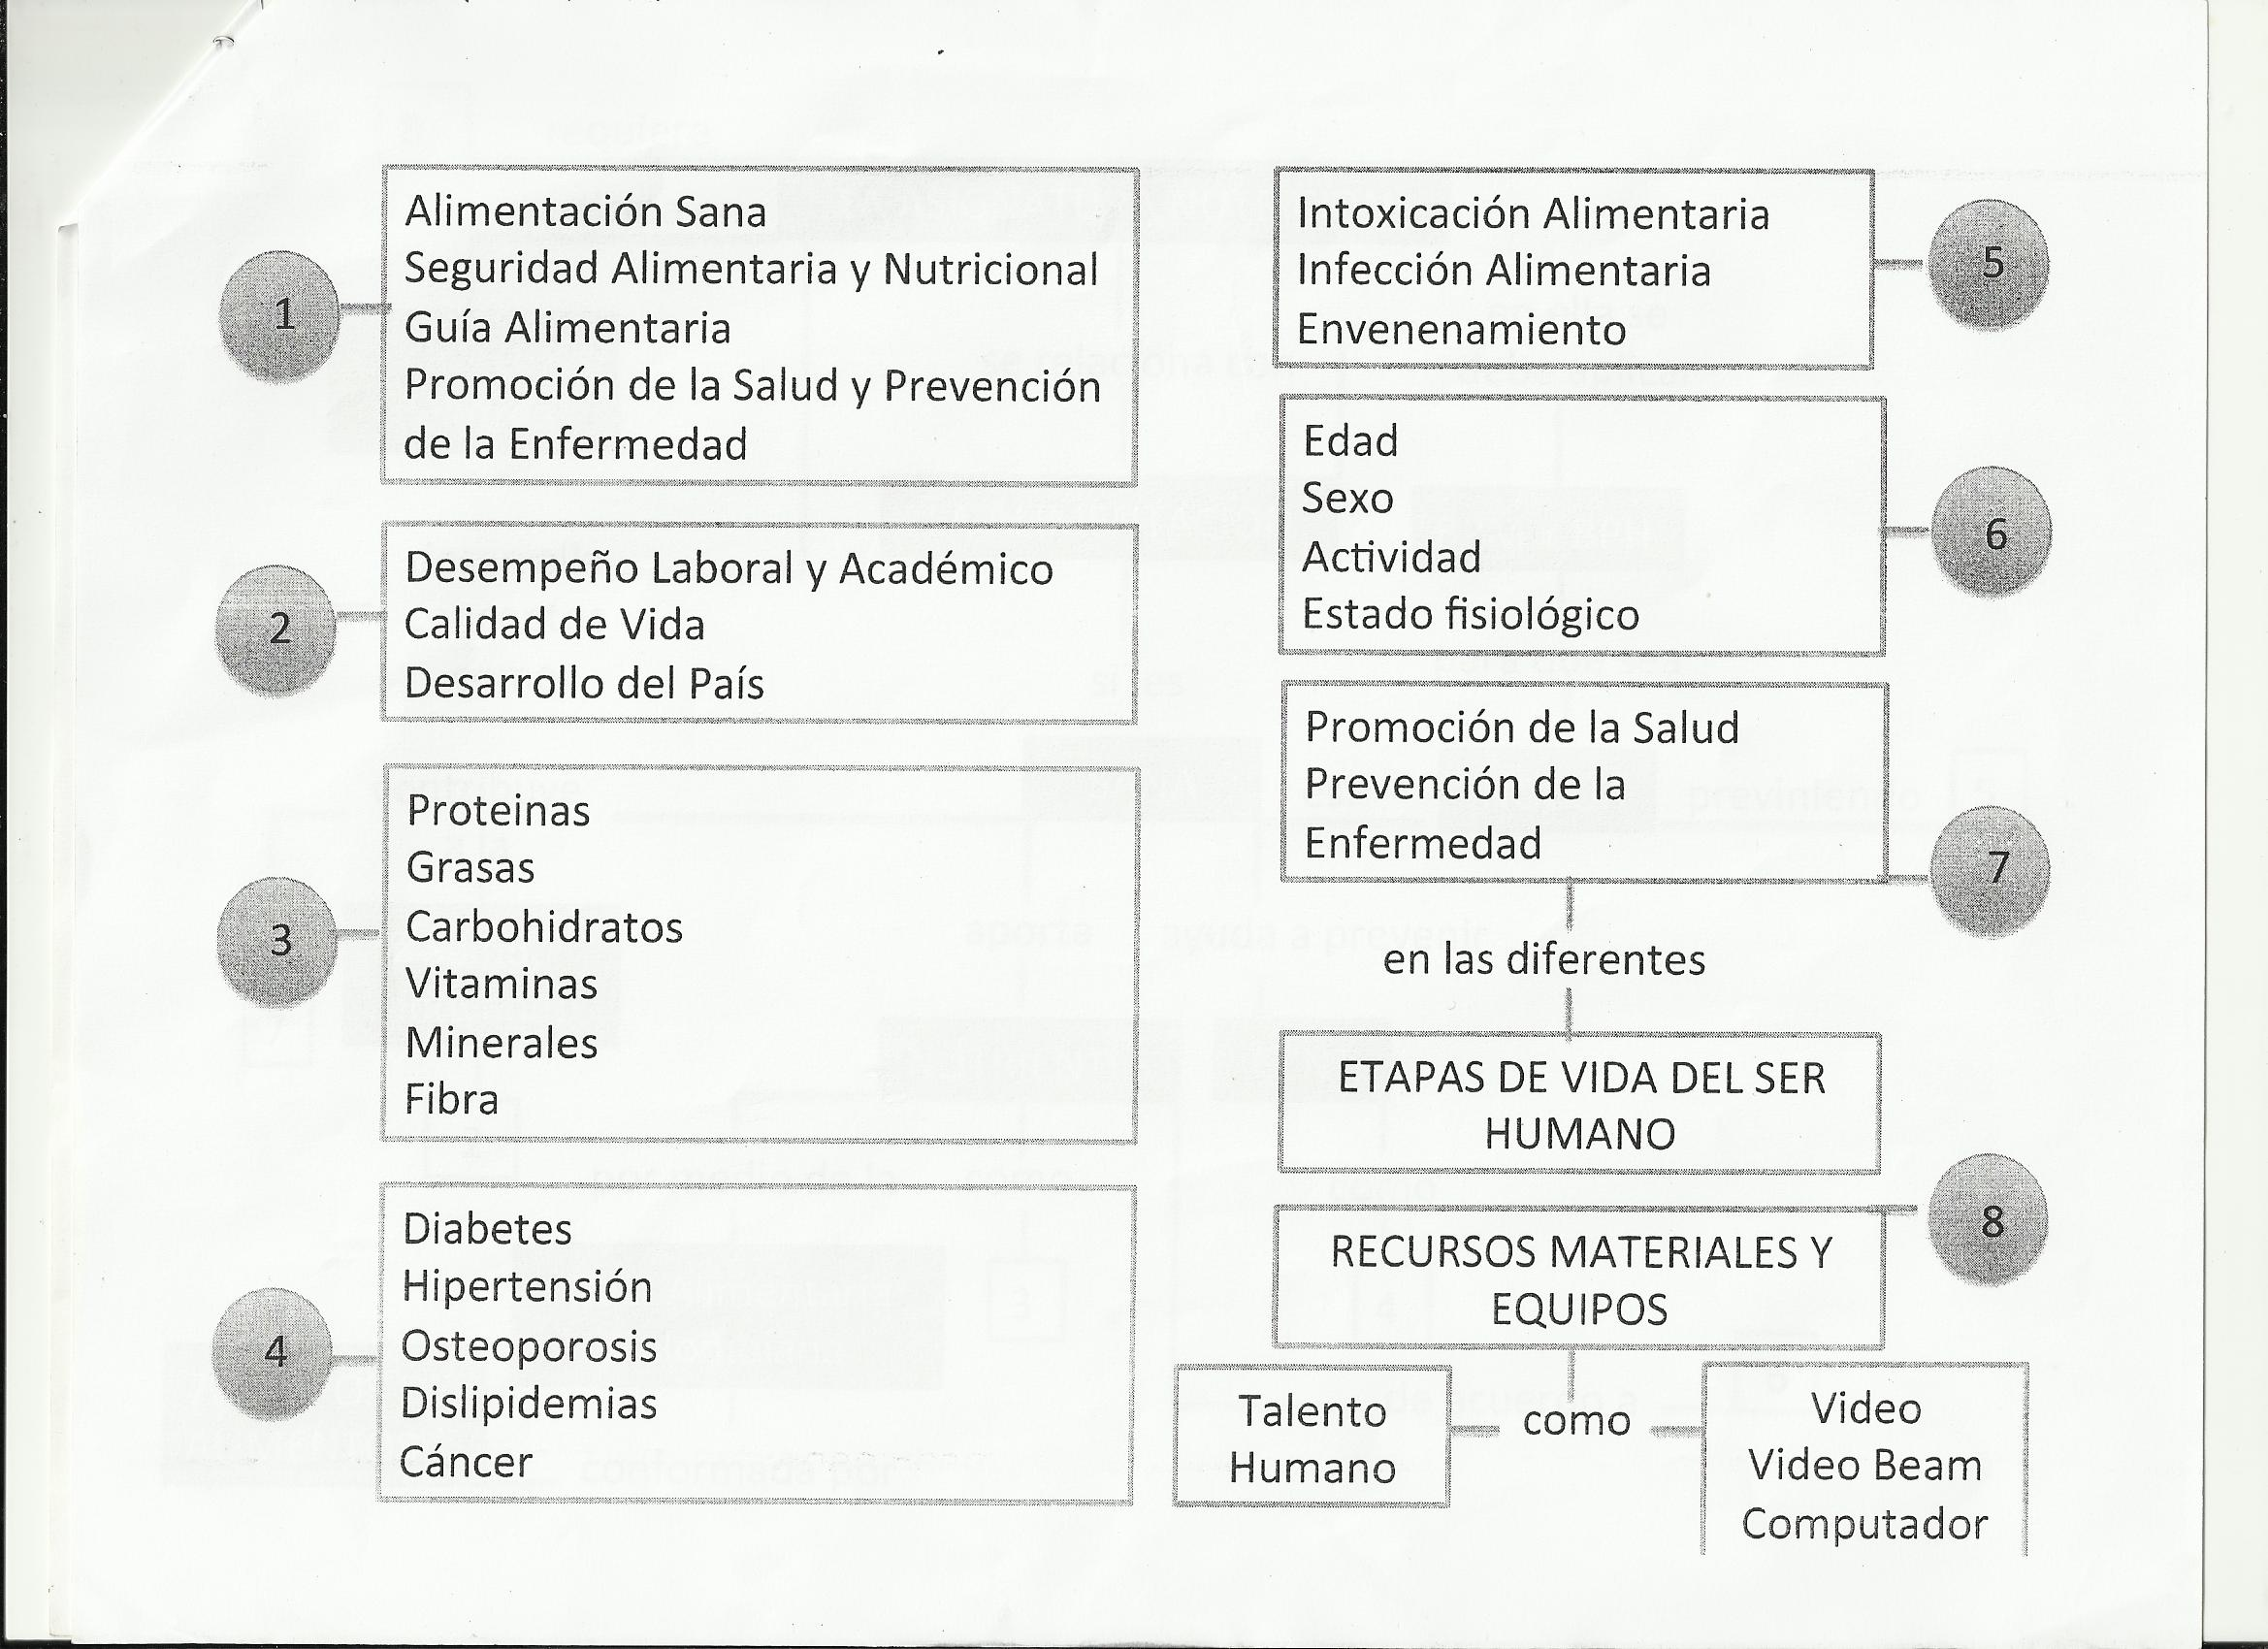 1
Alimentación Sana
Seguridad Alimentaria y Nutricional
Guía Alimentaria
Promoción de la Salud y Prevención
de la Enfermedad
2
Desempeño Laboral y Académico
Calidad de Vida
Desarrollo del País
3
Proteinas
Grasas
Carbohidratos
Vitaminas
Minerales
Fibra
4
Diabetes
Hipertensión
Osteoporosis
Dislipidemias
Cáncer
Intoxicación Alimentaria
Infección Alimentaria
Envenenamiento
5
Edad
Sexo
Actividad
Estado fisiológico
6
Promoción de la Salud
Prevención de la
Enfermedad
7
en las diferentes
ETAPAS DE VIDA DEL SER
HUMANO
8
RECURSOS MATERIALES Y
EQUIPOS
Talento
Humano
como
Video
Video Beam
Computador